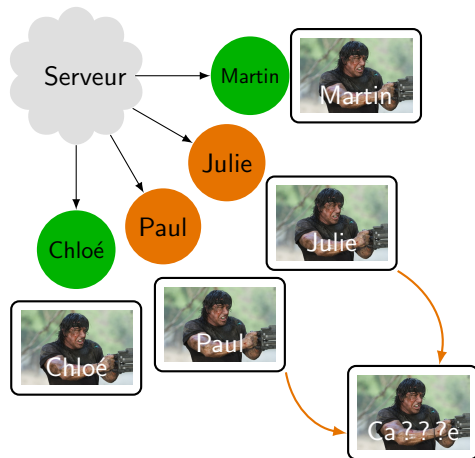 Serveur
Martin
Martin
Julie
Julie
Paul
Chloé
Paul
Chloé
Ca ? ? ?e